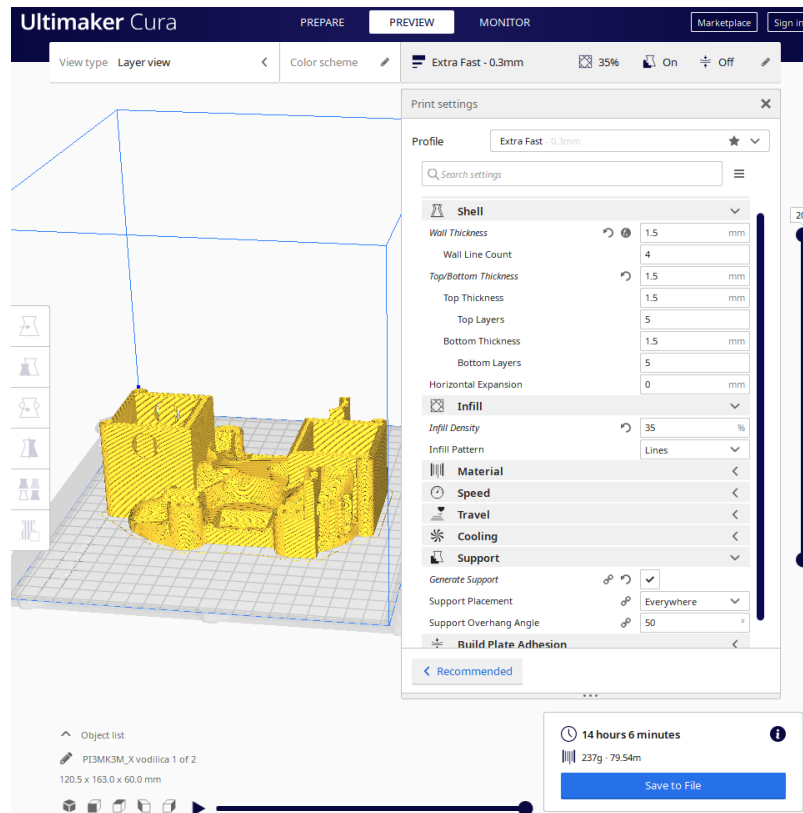 Ultimaker Cura PREPARE PREVIEW MONITOR Marketplace Sign in
View type Layer view Color scheme Extra Fast - 0.3mm 35% On Off
Print settings
Profile Extra Fast - 0.3mm
Search settings
Shell
Wall Thickness 1.5 mm
Wall Line Count 4
Top/Bottom Thickness 1.5 mm
Top Thickness 1.5 mm
Top Layers 5
Bottom Thickness 1.5 mm
Bottom Layers 5
Horizontal Expansion 0 mm
Infill
Infill Density 35 %
Infill Pattern Lines
Material
Speed
Travel
Cooling
Support
Generate Support
Support Placement Everywhere
Support Overhang Angle 50 °
Build Plate Adhesion
Recommended
20
Object list
PI3MK3M_X vodilica 1 of 2
120.5 x 163.0 x 60.0 mm
14 hours 6 minutes
237g · 79.54m
Save to File